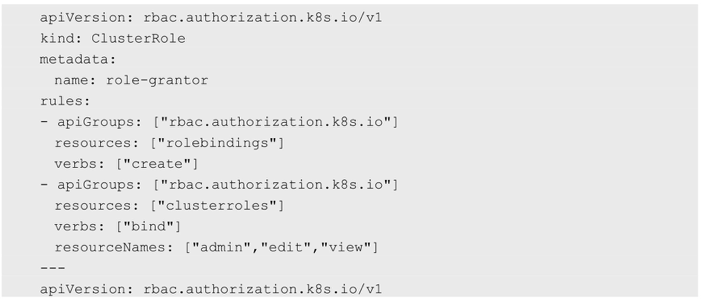 apiVersion: rbac.authorization.k8s.io/v1
kind: ClusterRole
metadata:
  name: role-grantor
rules:
- apiGroups: ["rbac.authorization.k8s.io"]
  resources: ["rolebindings"]
  verbs: ["create"]
- apiGroups: ["rbac.authorization.k8s.io"]
  resources: ["clusterroles"]
  verbs: ["bind"]
  resourceNames: ["admin","edit","view"]
---
apiVersion: rbac.authorization.k8s.io/v1